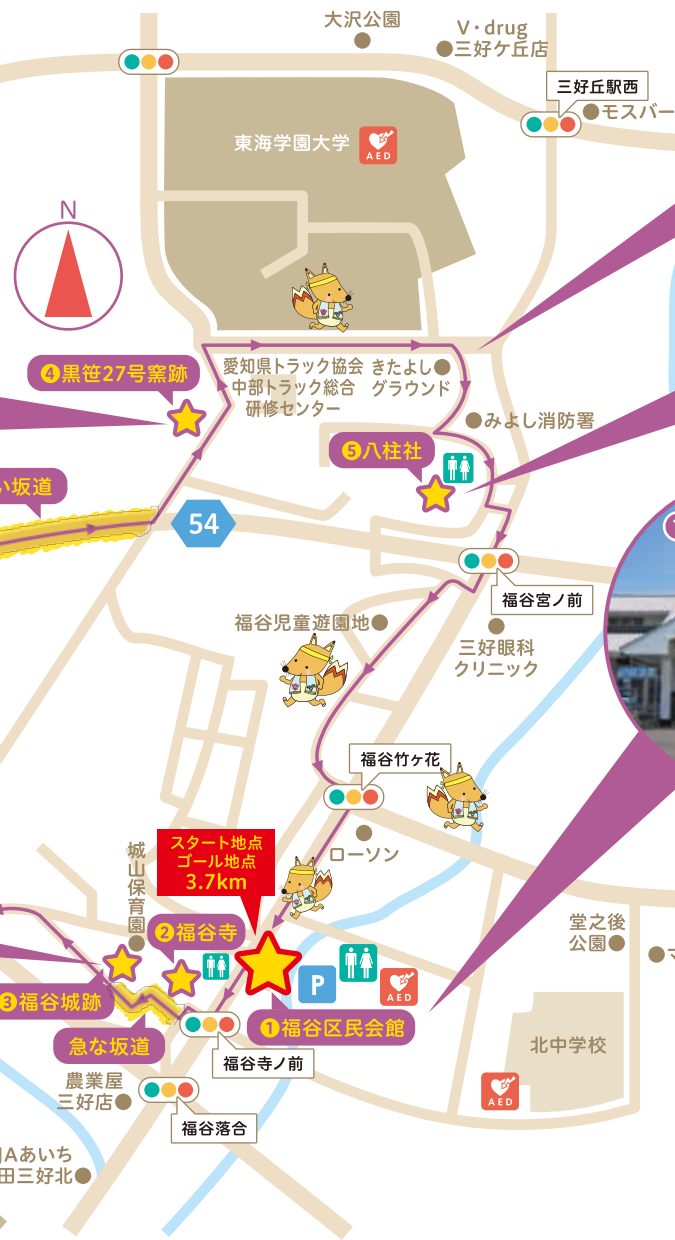 大沢公園
V・drug
三好ケ丘店
三好丘駅西
モスバー
東海学園大学
AED
N
愛知県トラック協会
中部トラック総合
研修センター
きたよし
グラウンド
❹黒笹27号窯跡
みよし消防署
❺八柱社
い坂道
54
福谷宮ノ前
福谷児童遊園地
三好眼科
クリニック
福谷竹ヶ花
スタート地点
ゴール地点
3.7km
ローソン
城山保育園
❷福谷寺
堂之後
公園
P
AED
❸福谷城跡
❶福谷区民会館
急な坂道
北中学校
福谷寺ノ前
農業屋
三好店
AED
福谷落合
Aあいち
田三好北